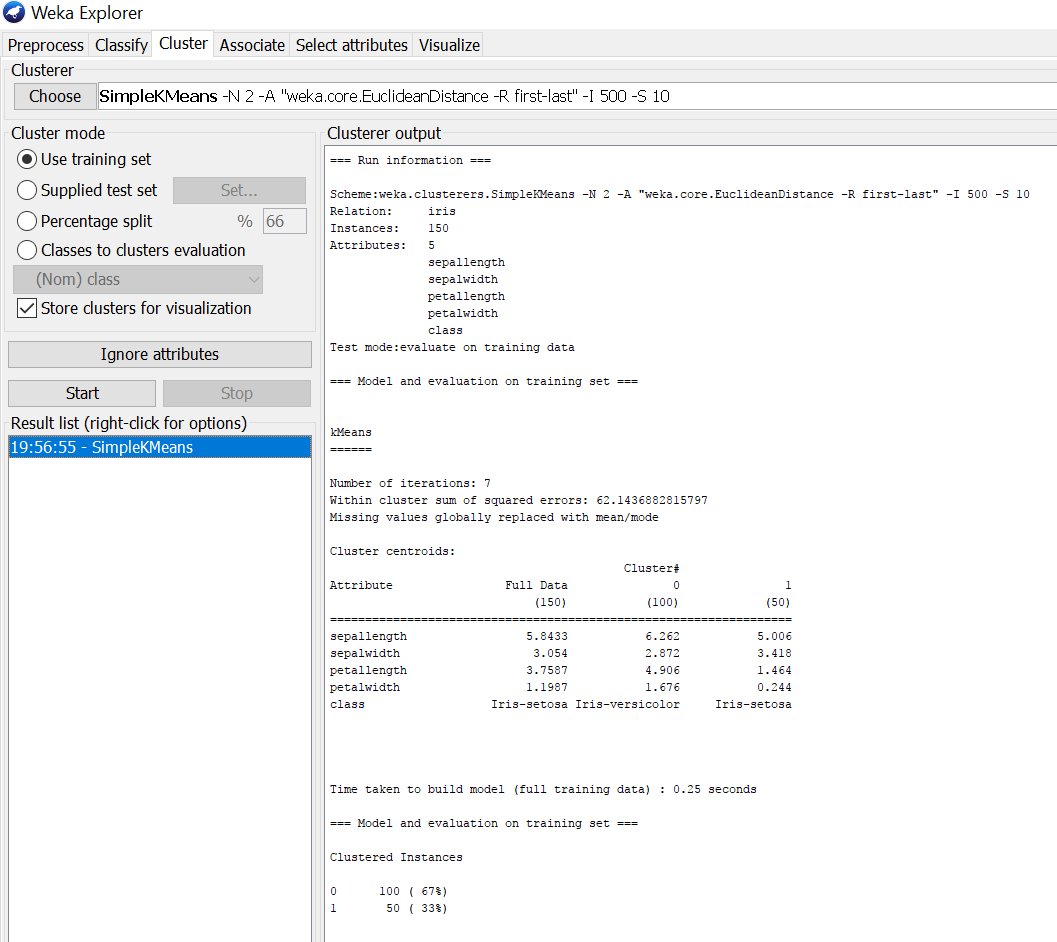 Weka Explorer
Preprocess Classify Cluster Associate Select attributes Visualize
Clusterer
Choose SimpleKMeans -N 2 -A "weka.core.EuclideanDistance -R first-last" -I 500 -S 10
Cluster mode
Use training set
Supplied test set Set...
Percentage split % 66
Classes to clusters evaluation
(Nom) class
Store clusters for visualization
Ignore attributes
Start Stop
Result list (right-click for options)
19:56:55 - SimpleKMeans
Clusterer output
=== Run information ===
Scheme:weka.clusterers.SimpleKMeans -N 2 -A "weka.core.EuclideanDistance -R first-last" -I 500 -S 10
Relation: iris
Instances: 150
Attributes: 5
sepallength
sepalwidth
petallength
petalwidth
class
Test mode:evaluate on training data
=== Model and evaluation on training set ===
kMeans
======
Number of iterations: 7
Within cluster sum of squared errors: 62.1436882815797
Missing values globally replaced with mean/mode
Cluster centroids:
Cluster#
Attribute Full Data 0 1
(150) (100) (50)
==================================================================
sepallength 5.8433 6.262 5.006
sepalwidth 3.054 2.872 3.418
petallength 3.7587 4.906 1.464
petalwidth 1.1987 1.676 0.244
class Iris-setosa Iris-versicolor Iris-setosa
Time taken to build model (full training data) : 0.25 seconds
=== Model and evaluation on training set ===
Clustered Instances
0 100 ( 67%)
1 50 ( 33%)